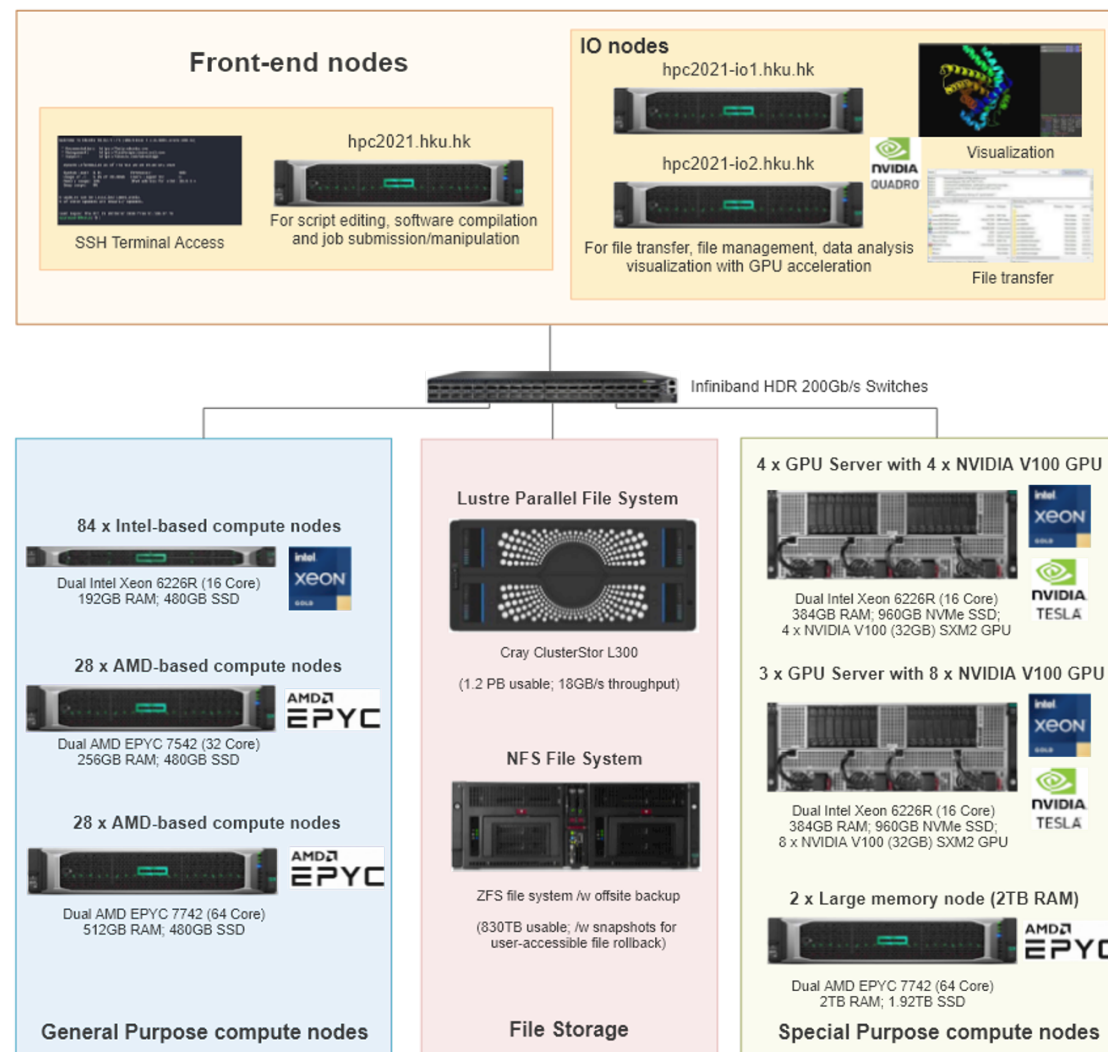 Front-end nodes
SSH Terminal Access
hpc2021.hku.hk
For script editing, software compilation
and job submission/manipulation
IO nodes
hpc2021-io1.hku.hk
hpc2021-io2.hku.hk
For file transfer, file management, data analysis
visualization with GPU acceleration
Visualization
NVIDIA
QUADRO
File transfer
Infiniband HDR 200Gb/s Switches
84 x Intel-based compute nodes
Dual Intel Xeon 6226R (16 Core)
192GB RAM; 480GB SSD
intel.
XEON
GOLD
28 x AMD-based compute nodes
AMD
EPYC
Dual AMD EPYC 7542 (32 Core)
256GB RAM; 480GB SSD
28 x AMD-based compute nodes
AMD
EPYC
Dual AMD EPYC 7742 (64 Core)
512GB RAM; 480GB SSD
General Purpose compute nodes
Lustre Parallel File System
Cray ClusterStor L300
(1.2 PB usable; 18GB/s throughput)
NFS File System
ZFS file system /w offsite backup
(830TB usable; /w snapshots for
user-accessible file rollback)
File Storage
4 x GPU Server with 4 x NVIDIA V100 GPU
intel.
XEON
GOLD
NVIDIA
TESLA
Dual Intel Xeon 6226R (16 Core)
384GB RAM; 960GB NVMe SSD;
4 x NVIDIA V100 (32GB) SXM2 GPU
3 x GPU Server with 8 x NVIDIA V100 GPU
intel.
XEON
GOLD
NVIDIA
TESLA
Dual Intel Xeon 6226R (16 Core)
384GB RAM; 960GB NVMe SSD;
8 x NVIDIA V100 (32GB) SXM2 GPU
2 x Large memory node (2TB RAM)
AMD
EPYC
Dual AMD EPYC 7742 (64 Core)
2TB RAM; 1.92TB SSD
Special Purpose compute nodes